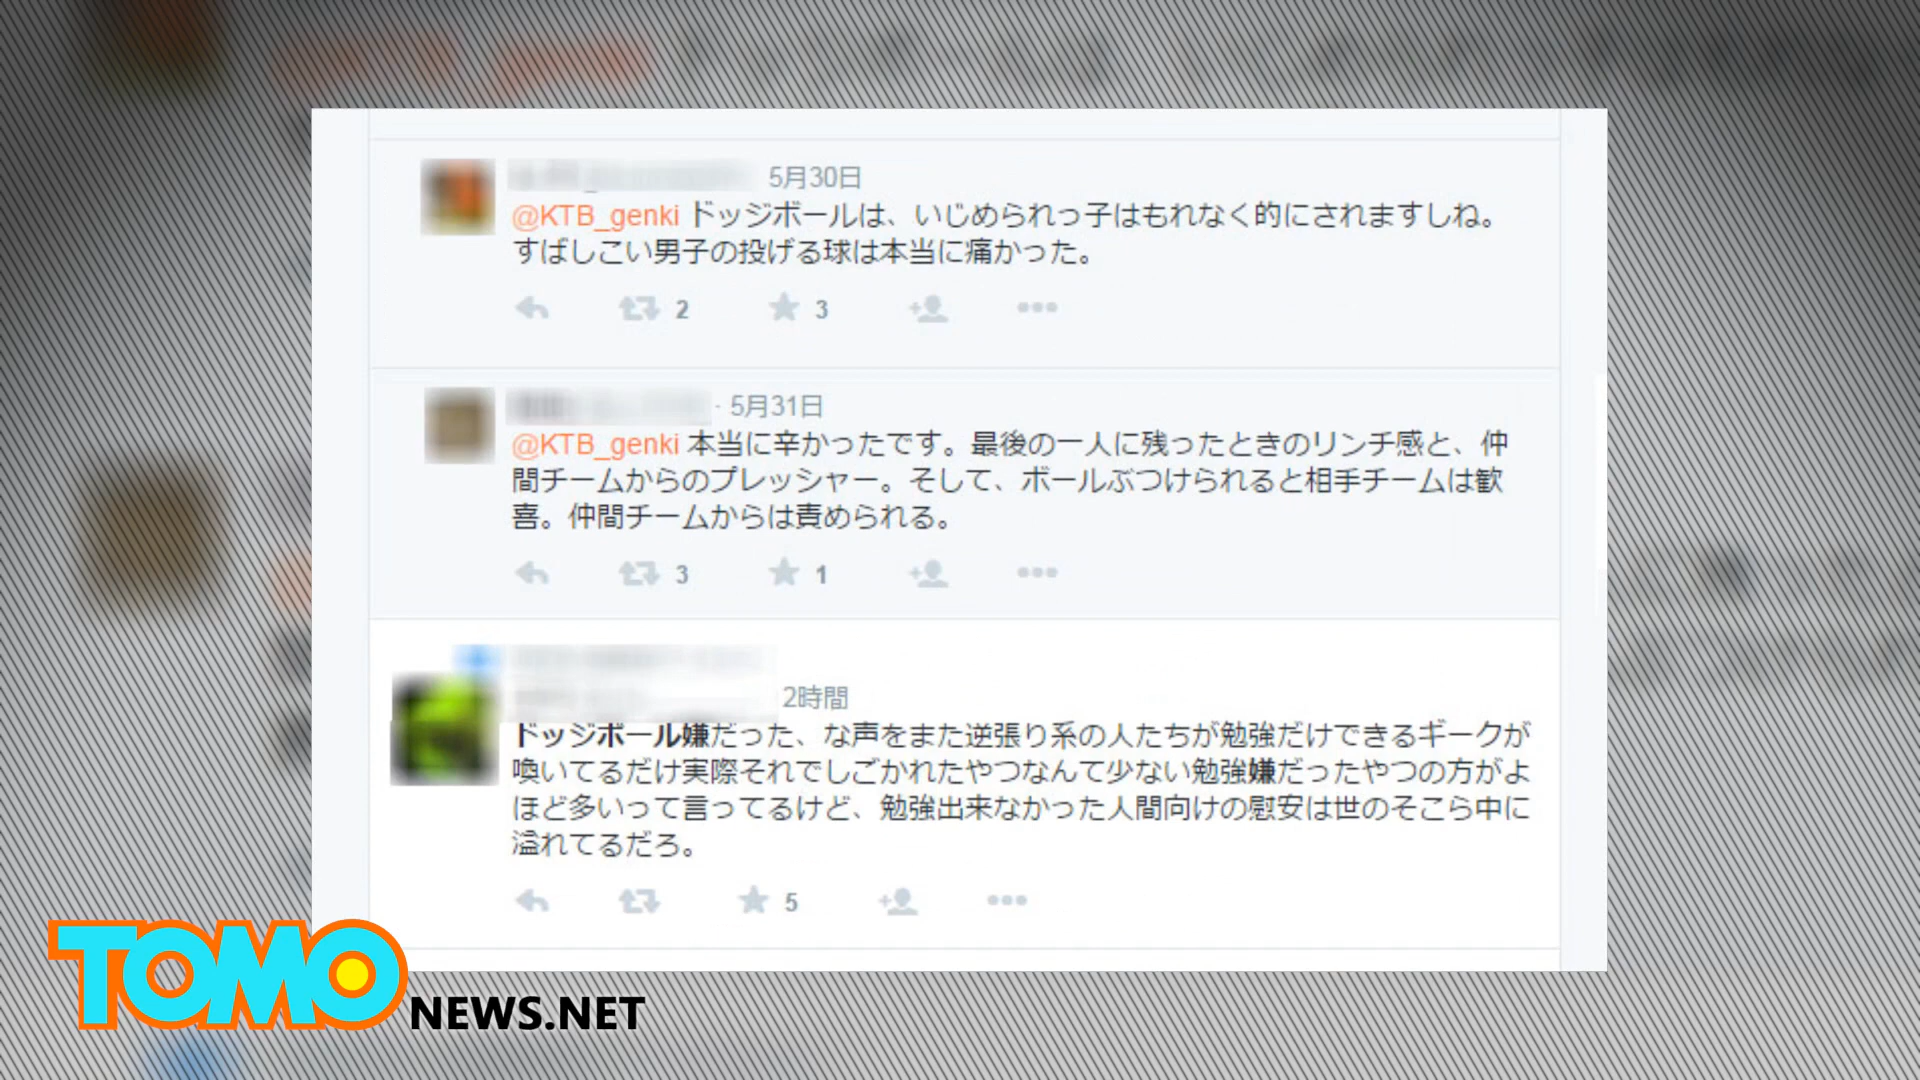 5月30日
@KTB_genki ドッジボールは、いじめられっ子はもれなく的にされますしね。
すばしこい男子の投げる球は本当に痛かった。
2 3
· 5月31日
@KTB_genki 本当に辛かったです。最後の一人に残ったときのリンチ感と、仲
間チームからのプレッシャー。そして、ボールぶつけられると相手チームは歓
喜。仲間チームからは責められる。
3 1
2時間
ドッジボール嫌だった、な声をまた逆張り系の人たちが勉強だけできるギークが
喚いてるだけ実際それでしごかれたやつなんて少ない勉強嫌だったやつの方がよ
ほど多いって言ってるけど、勉強出来なかった人間向けの慰安は世のそこら中に
溢れてるだろ。
5
TOMO
NEWS.NET